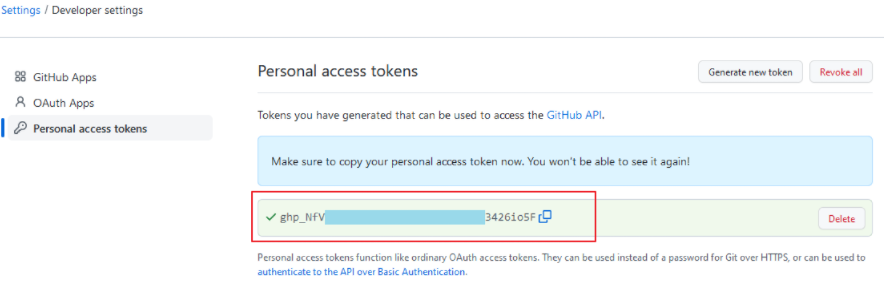 Settings / Developer settings
GitHub Apps
OAuth Apps
Personal access tokens
Personal access tokens
Generate new token
Revoke all
Tokens you have generated that can be used to access the GitHub API.
Make sure to copy your personal access token now. You won't be able to see it again!
ghp_NfV 3426io5F
Delete
Personal access tokens function like ordinary OAuth access tokens. They can be used instead of a password for Git over HTTPS, or can be used to
authenticate to the API over Basic Authentication.